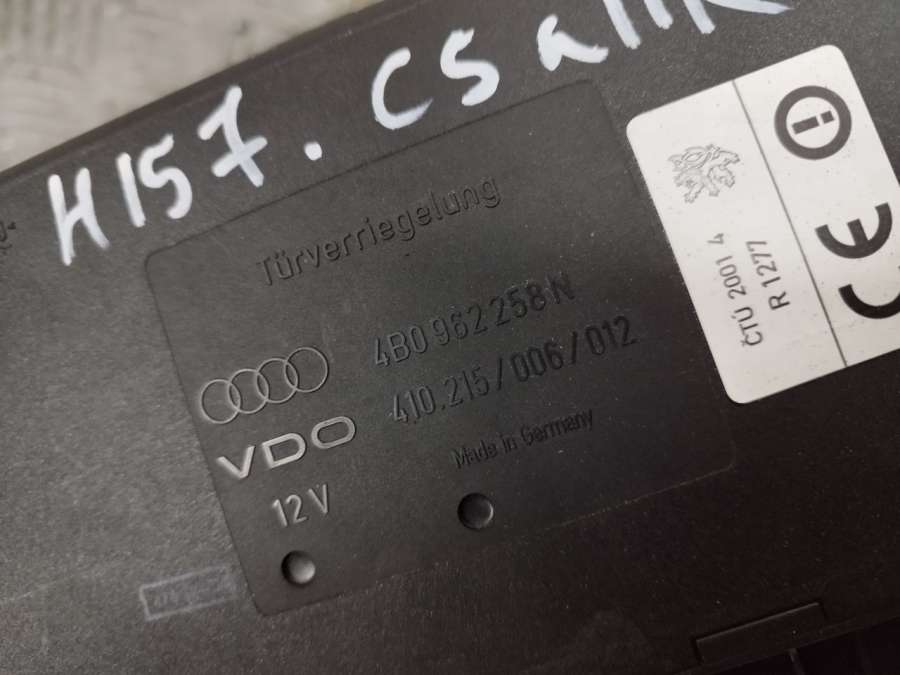 H157. CSall
Türverriegelung
4B0 962 258 N
410.215/006/012
VDO
Made in Germany
12 V
ČTÚ 2001 4
R 1277
CE